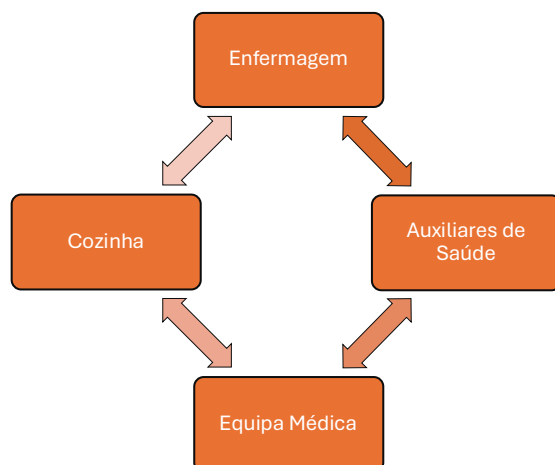 Enfermagem
Cozinha
Auxiliares de
Saúde
Equipa Médica